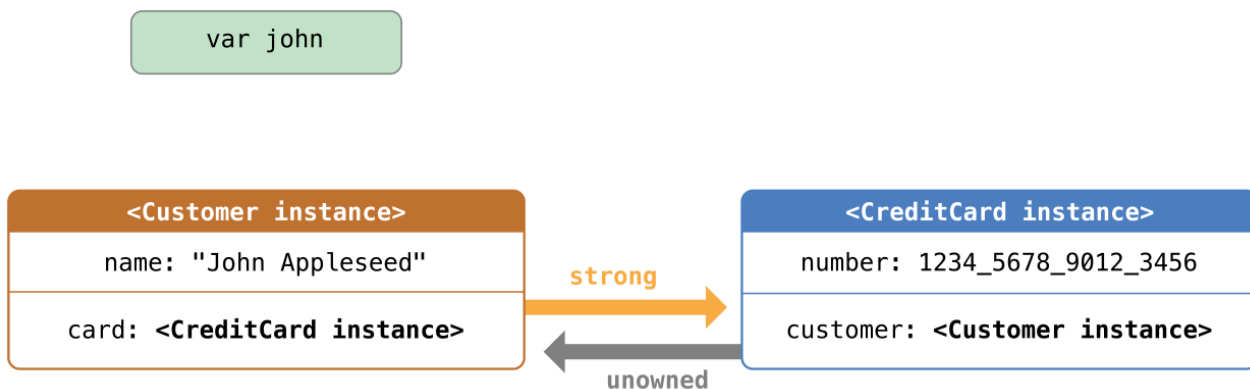 var john
<Customer instance>
name: "John Appleseed"
card: <CreditCard instance>
strong
unowned
<CreditCard instance>
number: 1234_5678_9012_3456
customer: <Customer instance>